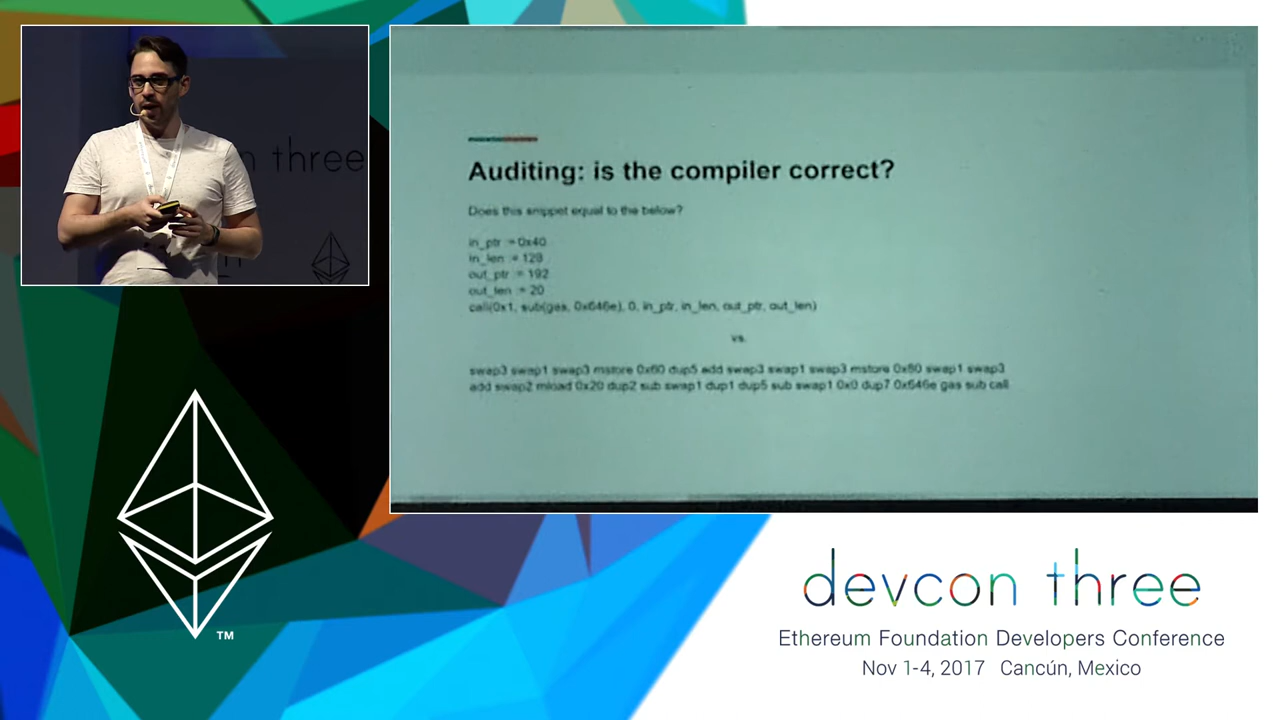 n three
Auditing: is the compiler correct?
Does this snippet equal to the below?
in_ptr := 0x40
in_len := 128
out_ptr := 192
out_len := 20
call(0x1, sub(gas, 0x646e), 0, in_ptr, in_len, out_ptr, out_len)
vs.
swap3 swap1 swap3 mstore 0x60 dup5 add swap3 swap1 swap3 mstore 0x80 swap1 swap3
add swap2 mload 0x20 dup2 sub swap1 dup1 dup5 sub swap1 0x0 dup7 0x646e gas sub call
TM
devcon three
Ethereum Foundation Developers Conference
Nov 1-4, 2017 Cancún, Mexico